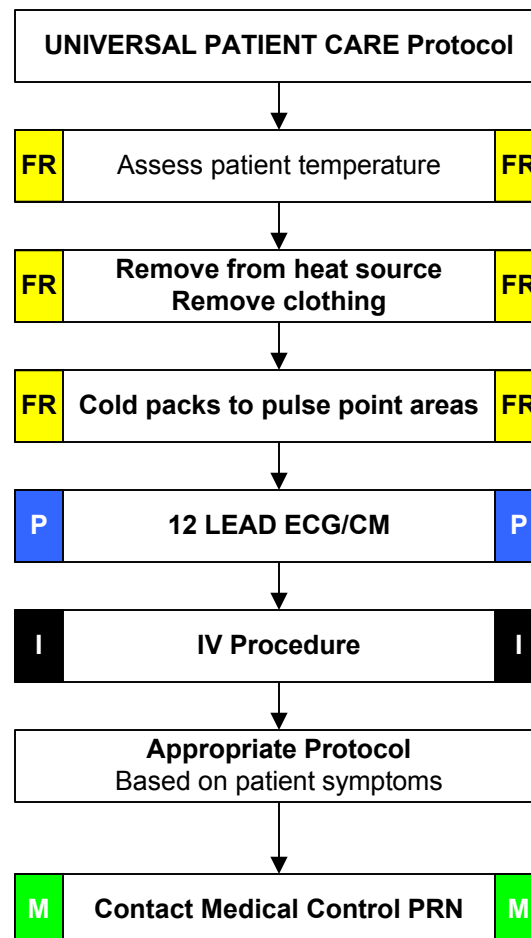 UNIVERSAL PATIENT CARE Protocol
FR Assess patient temperature FR
FR Remove from heat source FR
Remove clothing
FR Cold packs to pulse point areas FR
P 12 LEAD ECG/CM P
I IV Procedure I
Appropriate Protocol
Based on patient symptoms
M Contact Medical Control PRN M